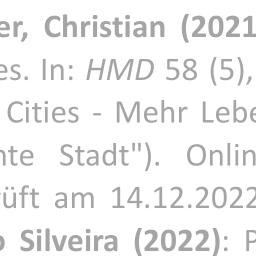 er, Christian (2021
es. In: HMD 58 (5),
Cities - Mehr Lebe
nte Stadt"). Onlin
rüft am 14.12.2022
o Silveira (2022): P